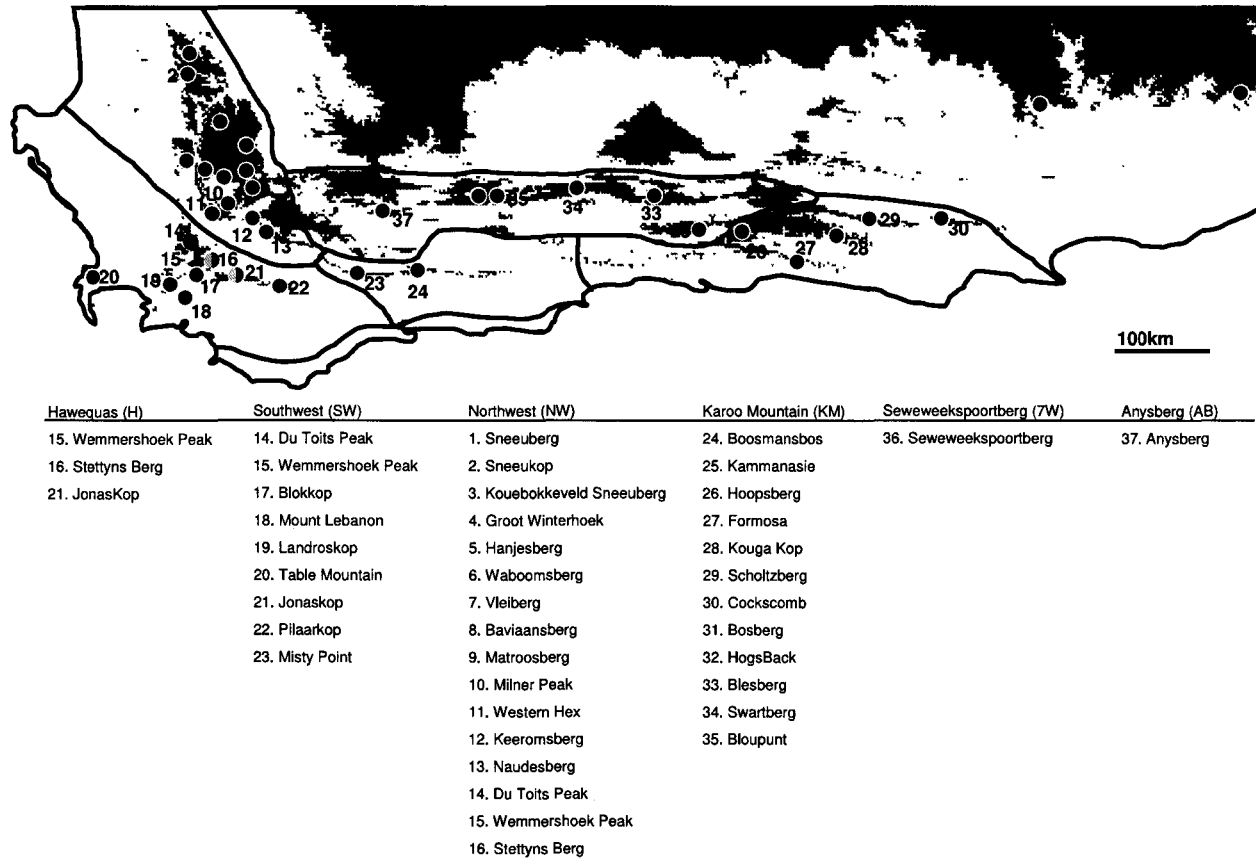 2
10
11
12
13
14
15
16
17
18
19
20
21
22
23
24
37
35
34
33
26
27
28
29
30
100km
Hawequas (H) Southwest (SW) Northwest (NW) Karoo Mountain (KM) Seweweekspoortberg (7W) Anysberg (AB)
15. Wemmershoek Peak 14. Du Toits Peak 1. Sneeuberg 24. Boosmansbos 36. Seweweekspoortberg 37. Anysberg
16. Stettyns Berg 15. Wemmershoek Peak 2. Sneeukop 25. Kammanasie
21. JonasKop 17. Blokkop 3. Kouebokkeveld Sneeuberg 26. Hoopsberg
18. Mount Lebanon 4. Groot Winterhoek 27. Formosa
19. Landroskop 5. Hanjesberg 28. Kouga Kop
20. Table Mountain 6. Waboomsberg 29. Scholtzberg
21. Jonaskop 7. Vleiberg 30. Cockscomb
22. Pilaarkop 8. Baviaansberg 31. Bosberg
23. Misty Point 9. Matroosberg 32. HogsBack
10. Milner Peak 33. Blesberg
11. Western Hex 34. Swartberg
12. Keeromsberg 35. Bloupunt
13. Naudesberg
14. Du Toits Peak
15. Wemmershoek Peak
16. Stettyns Berg